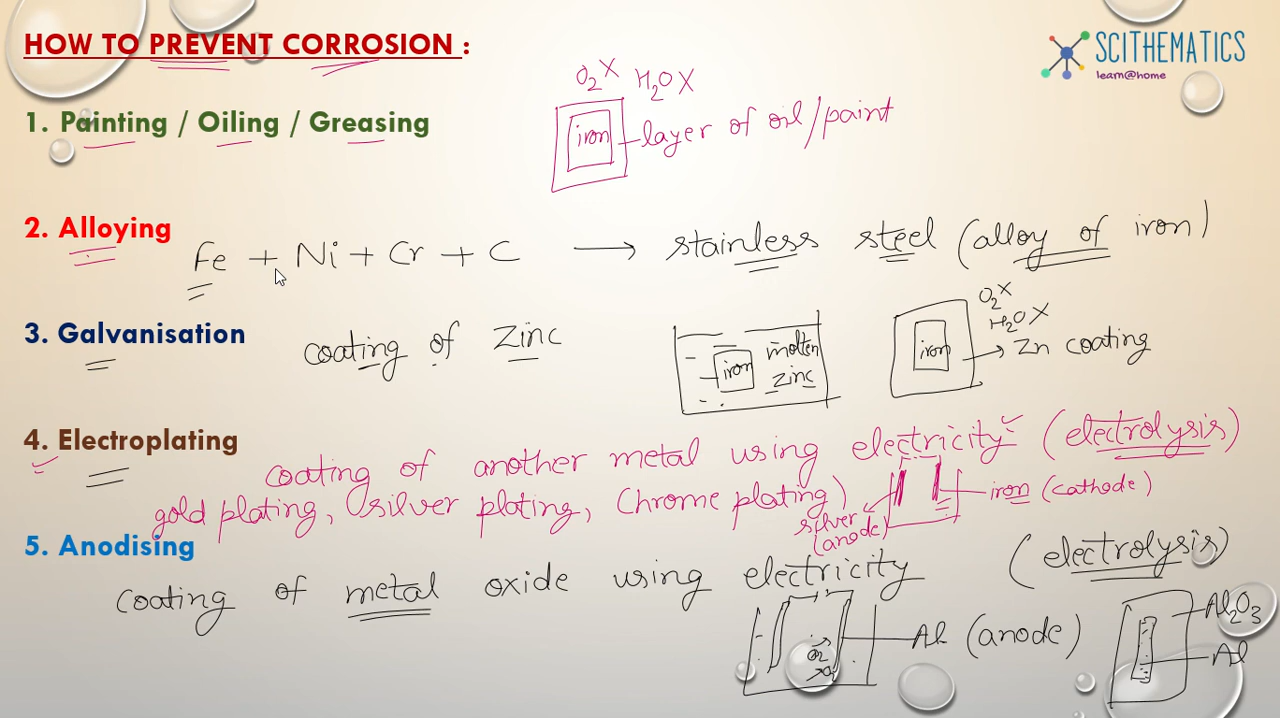 HOW TO PREVENT CORROSION :
SCITHEMATICS
learn@home
O2 X H2O X
1. Painting / Oiling / Greasing
iron
layer of oil/paint
2. Alloying
Fe + Ni + Cr + C → stainless steel (alloy of iron)
3. Galvanisation
coating of zinc
iron molten
zinc
O2 X
H2O X
iron
→ Zn coating
4. Electroplating
coating of another metal using electricity (electrolysis)
gold plating, silver plating, chrome plating)
silver
(anode)
iron (cathode)
5. Anodising
coating of metal oxide using electricity (electrolysis)
O2
O2
Al (anode)
Al2O3
Al